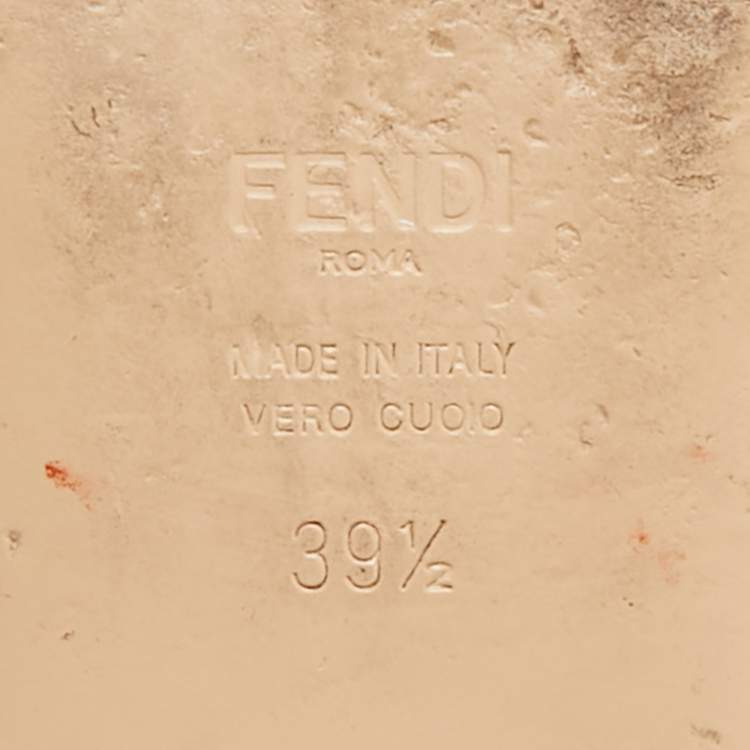 FENDI
ROMA
MADE IN ITALY
VERO CUOIO
39½